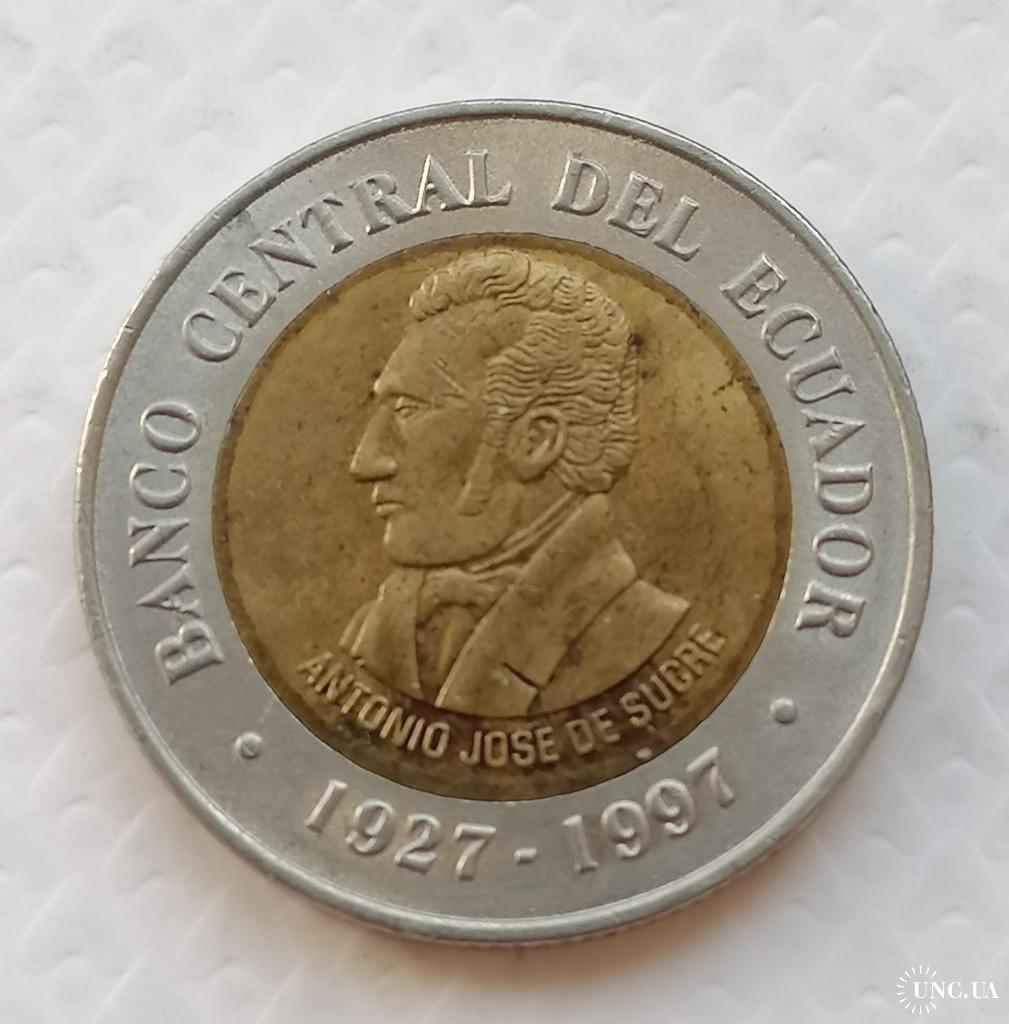 BANCO CENTRAL DEL ECUADOR
ANTONIO JOSE DE SUCRE
• 1927 - 1997 •
UNC.UA